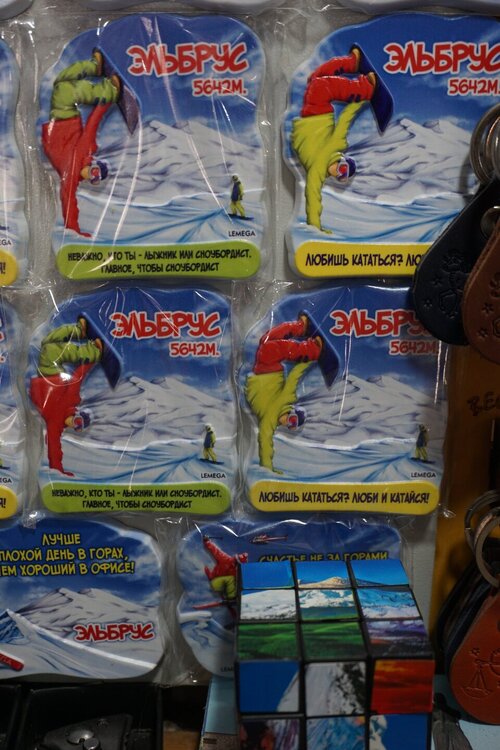 ЭЛЬБРУС
5642М.
LEMEGA
НЕВАЖНО, КТО ТЫ - ЛЫЖНИК ИЛИ СНОУБОРДИСТ.
ГЛАВНОЕ, ЧТОБЫ СНОУБОРДИСТ
ЭЛЬБРУС
5642М.
ЛЮБИШЬ КАТАТЬСЯ?
ЭЛЬБРУС
5642М.
LEMEGA
НЕВАЖНО, КТО ТЫ - ЛЫЖНИК ИЛИ СНОУБОРДИСТ.
ГЛАВНОЕ, ЧТОБЫ СНОУБОРДИСТ
ЭЛЬБРУС
5642М.
LEMEGA
ЛЮБИШЬ КАТАТЬСЯ? ЛЮБИ И КАТАЙСЯ!
ЛУЧШЕ
ПЛОХОЙ ДЕНЬ В ГОРАХ,
ЧЕМ ХОРОШИЙ В ОФИСЕ!
ЭЛЬБРУС
СЧАСТЬЕ НЕ ЗА ГОРАМИ